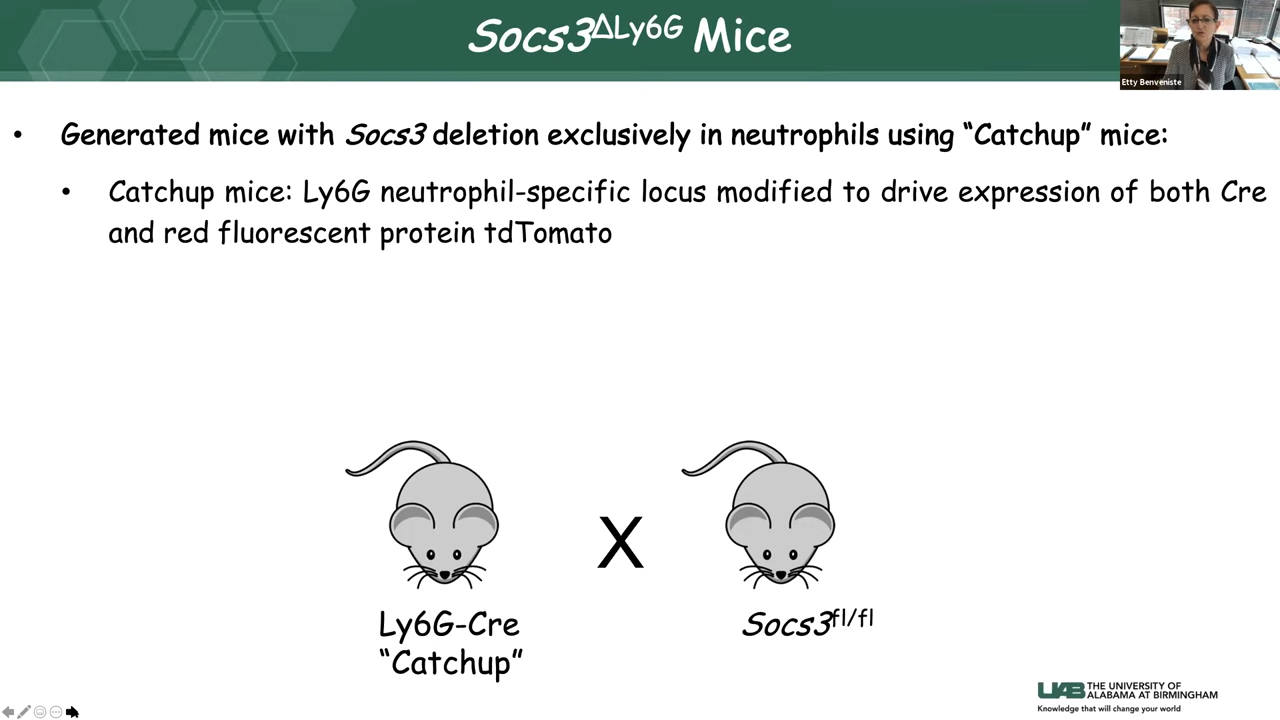 Socs3ΔLy6G Mice
Etty Benveniste
• Generated mice with Socs3 deletion exclusively in neutrophils using “Catchup” mice:
• Catchup mice: Ly6G neutrophil-specific locus modified to drive expression of both Cre
and red fluorescent protein tdTomato
X
Ly6G-Cre
“Catchup”
Socs3fl/fl
UAB THE UNIVERSITY OF
ALABAMA AT BIRMINGHAM
Knowledge that will change your world